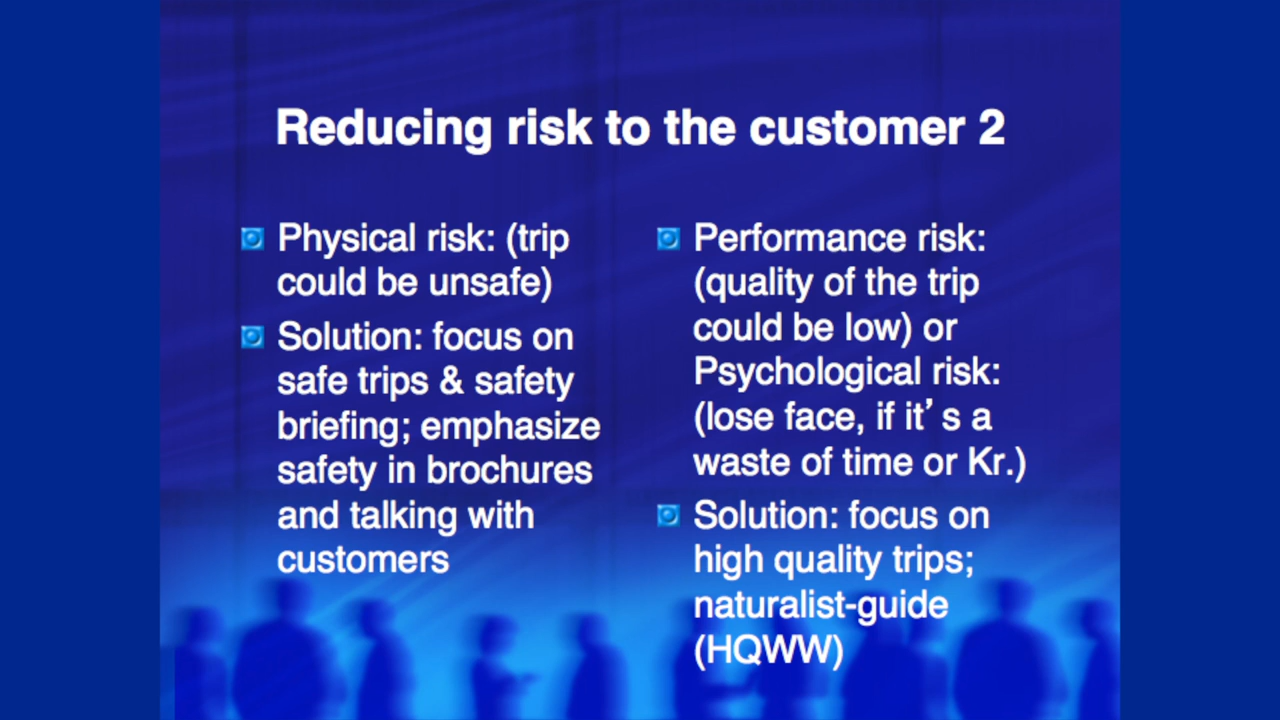 Reducing risk to the customer 2
Physical risk: (trip
could be unsafe)
Solution: focus on
safe trips & safety
briefing; emphasize
safety in brochures
and talking with
customers
Performance risk:
(quality of the trip
could be low) or
Psychological risk:
(lose face, if it’ s a
waste of time or Kr.)
Solution: focus on
high quality trips;
naturalist-guide
(HQWW)